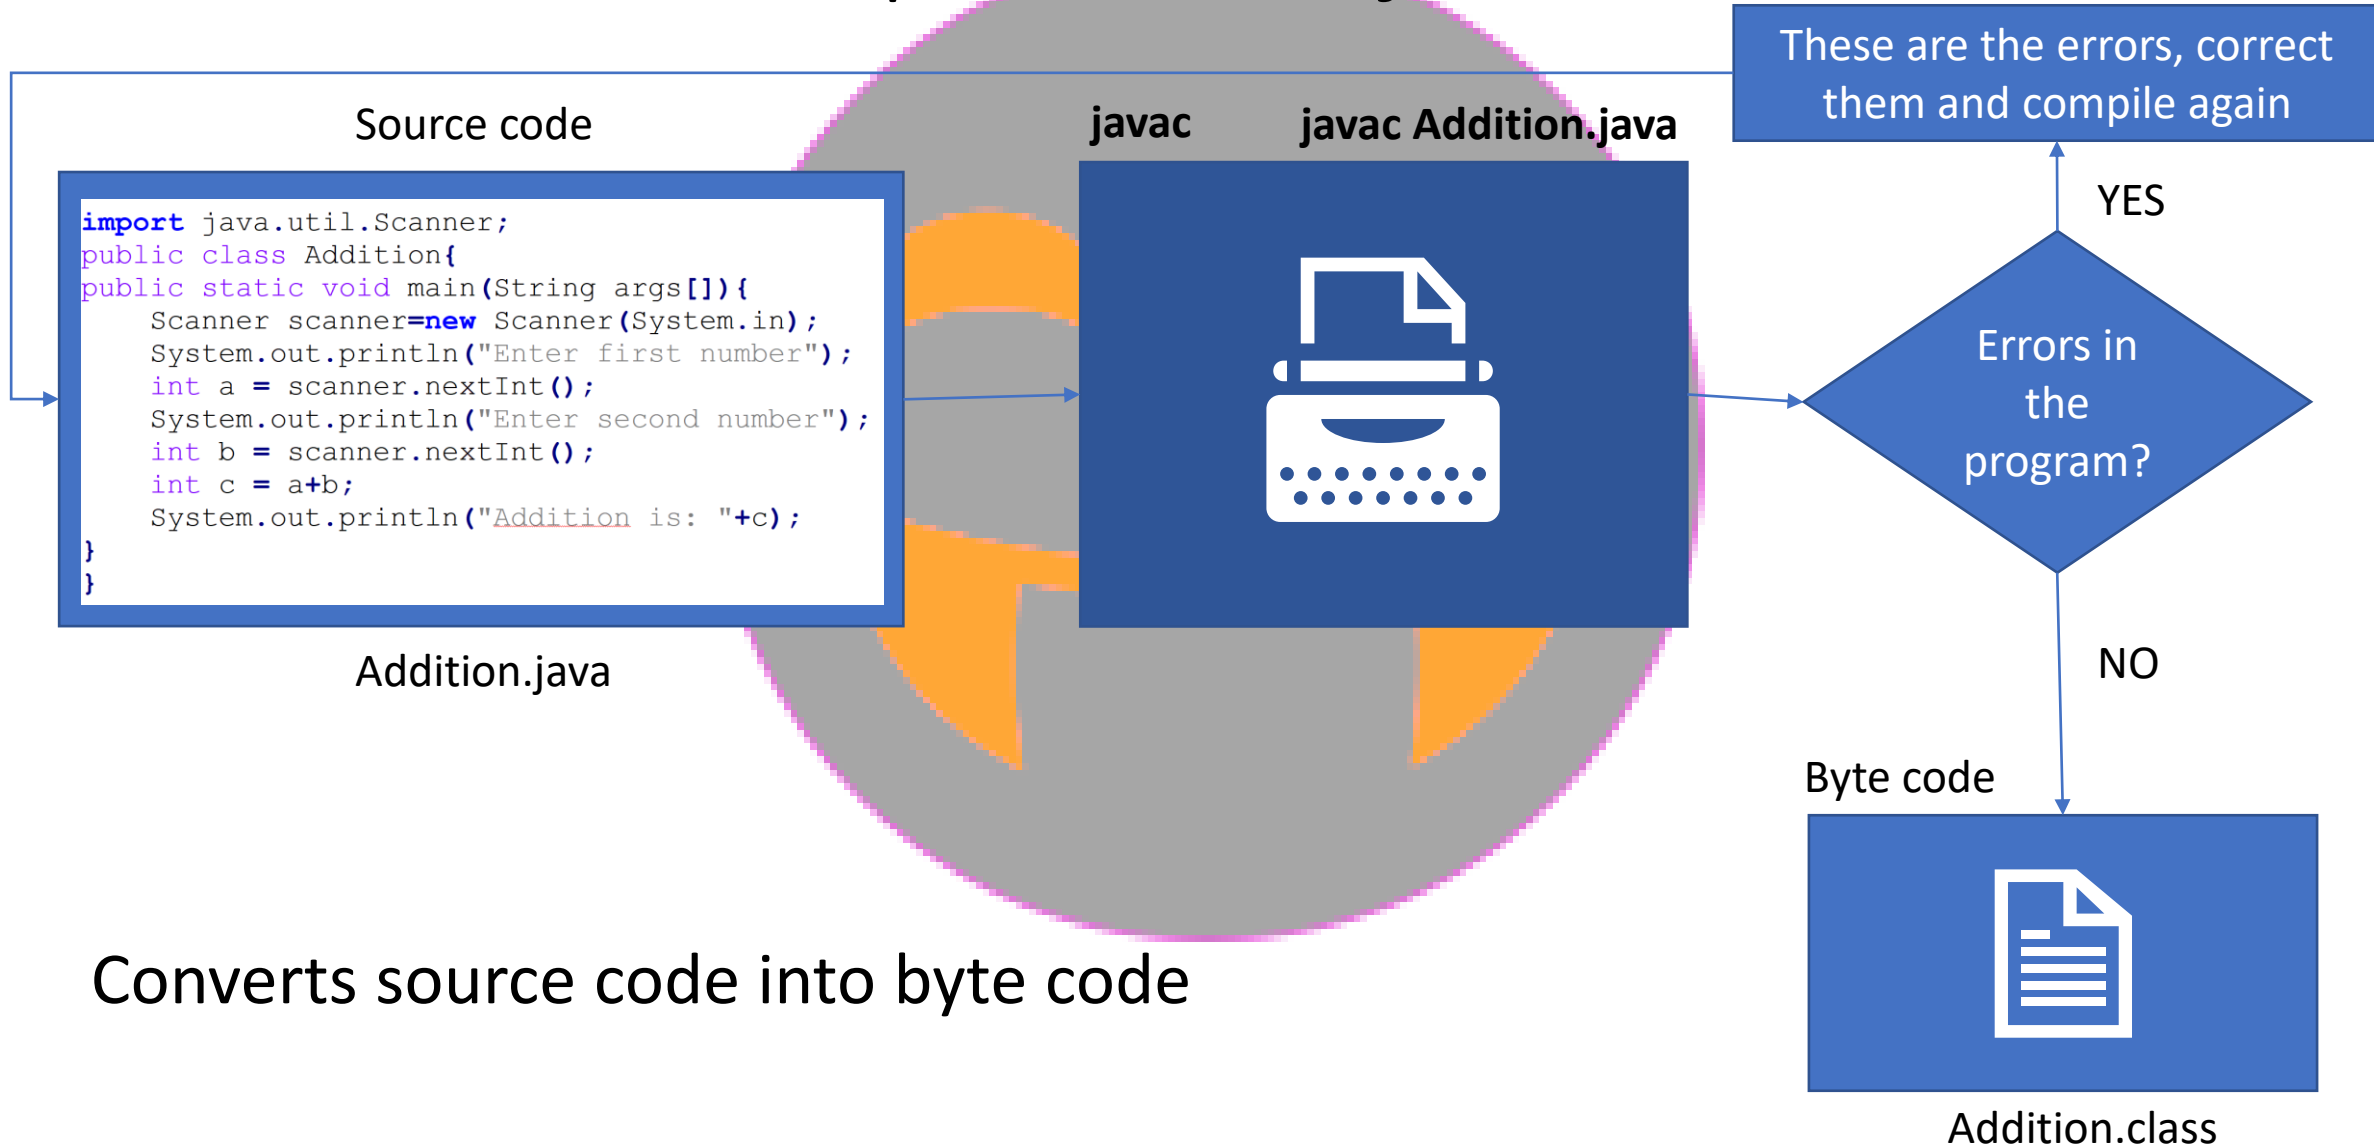 These are the errors, correct
them and compile again
Source code
javac
javac Addition.java
import java.util.Scanner;
public class Addition{
public static void main(String args[]){
    Scanner scanner=new Scanner(System.in);
    System.out.println("Enter first number");
    int a = scanner.nextInt();
    System.out.println("Enter second number");
    int b = scanner.nextInt();
    int c = a+b;
    System.out.println("Addition is: "+c);
}
}
Addition.java
YES
Errors in
the
program?
NO
Byte code
Addition.class
Converts source code into byte code